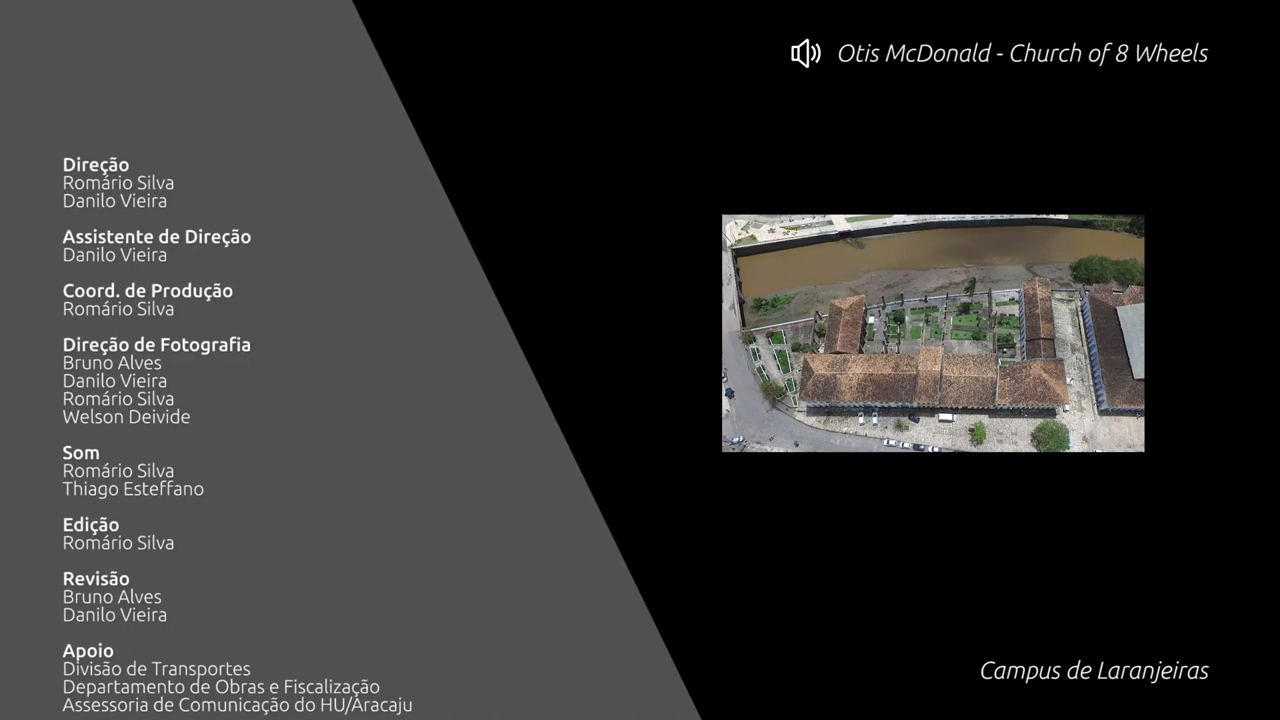 Otis McDonald - Church of 8 Wheels
Direção
Romário Silva
Danilo Vieira
Assistente de Direção
Danilo Vieira
Coord. de Produção
Romário Silva
Direção de Fotografia
Bruno Alves
Danilo Vieira
Romário Silva
Welson Deivide
Som
Romário Silva
Thiago Esteffano
Edição
Romário Silva
Revisão
Bruno Alves
Danilo Vieira
Apoio
Divisão de Transportes
Departamento de Obras e Fiscalização
Assessoria de Comunicação do HU/Aracaju
Campus de Laranjeiras